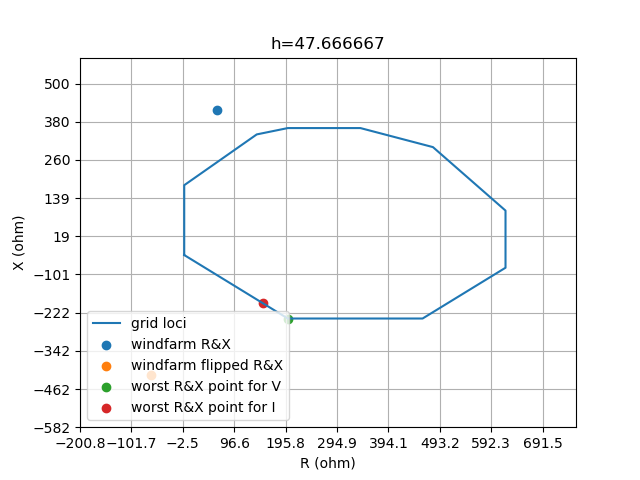 h=47.666667
X (ohm)
500
380
260
139
19
−101
−222
−342
−462
−582
grid loci
windfarm R&X
windfarm flipped R&X
worst R&X point for V
worst R&X point for I
−200.8 −101.7 −2.5 96.6 195.8 294.9 394.1 493.2 592.3 691.5
R (ohm)